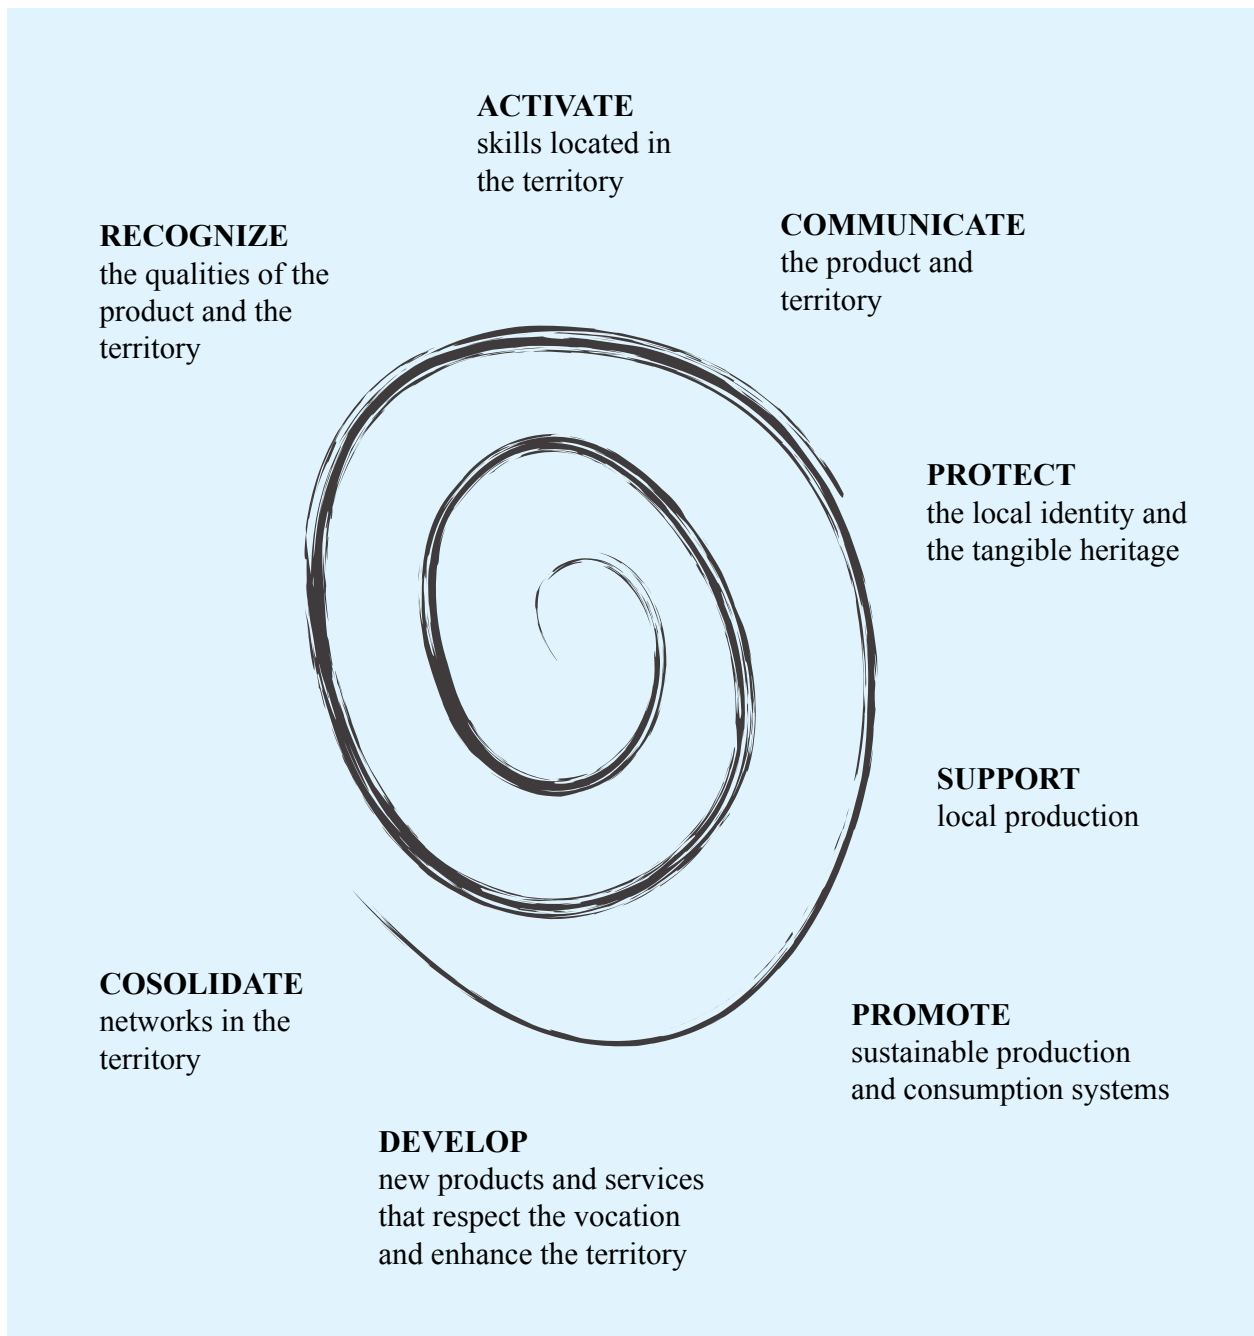 ACTIVATE
skills located in
the territory
RECOGNIZE
the qualities of the
product and the
territory
COMMUNICATE
the product and
territory
PROTECT
the local identity and
the tangible heritage
SUPPORT
local production
COSOLIDATE
networks in the
territory
PROMOTE
sustainable production
and consumption systems
DEVELOP
new products and services
that respect the vocation
and enhance the territory